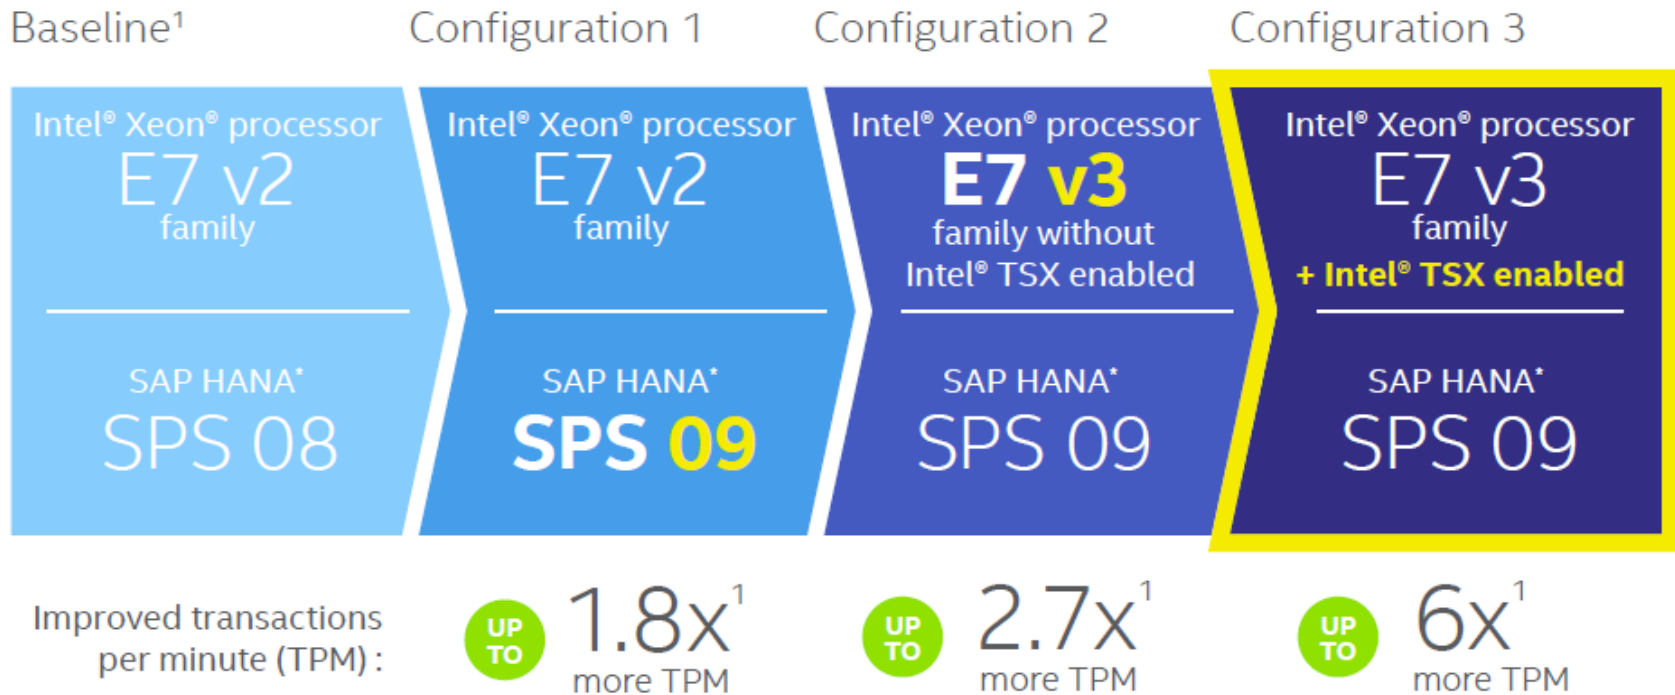 Baseline¹
Configuration 1
Configuration 2
Configuration 3
Intel® Xeon® processor
E7 v2
family
SAP HANA*
SPS 08
Intel® Xeon® processor
E7 v2
family
SAP HANA*
SPS 09
Intel® Xeon® processor
E7 v3
family without
Intel® TSX enabled
SAP HANA*
SPS 09
Intel® Xeon® processor
E7 v3
family
+ Intel® TSX enabled
SAP HANA*
SPS 09
Improved transactions
per minute (TPM) :
UP
TO
1.8x¹
more TPM
UP
TO
2.7x¹
more TPM
UP
TO
6x¹
more TPM